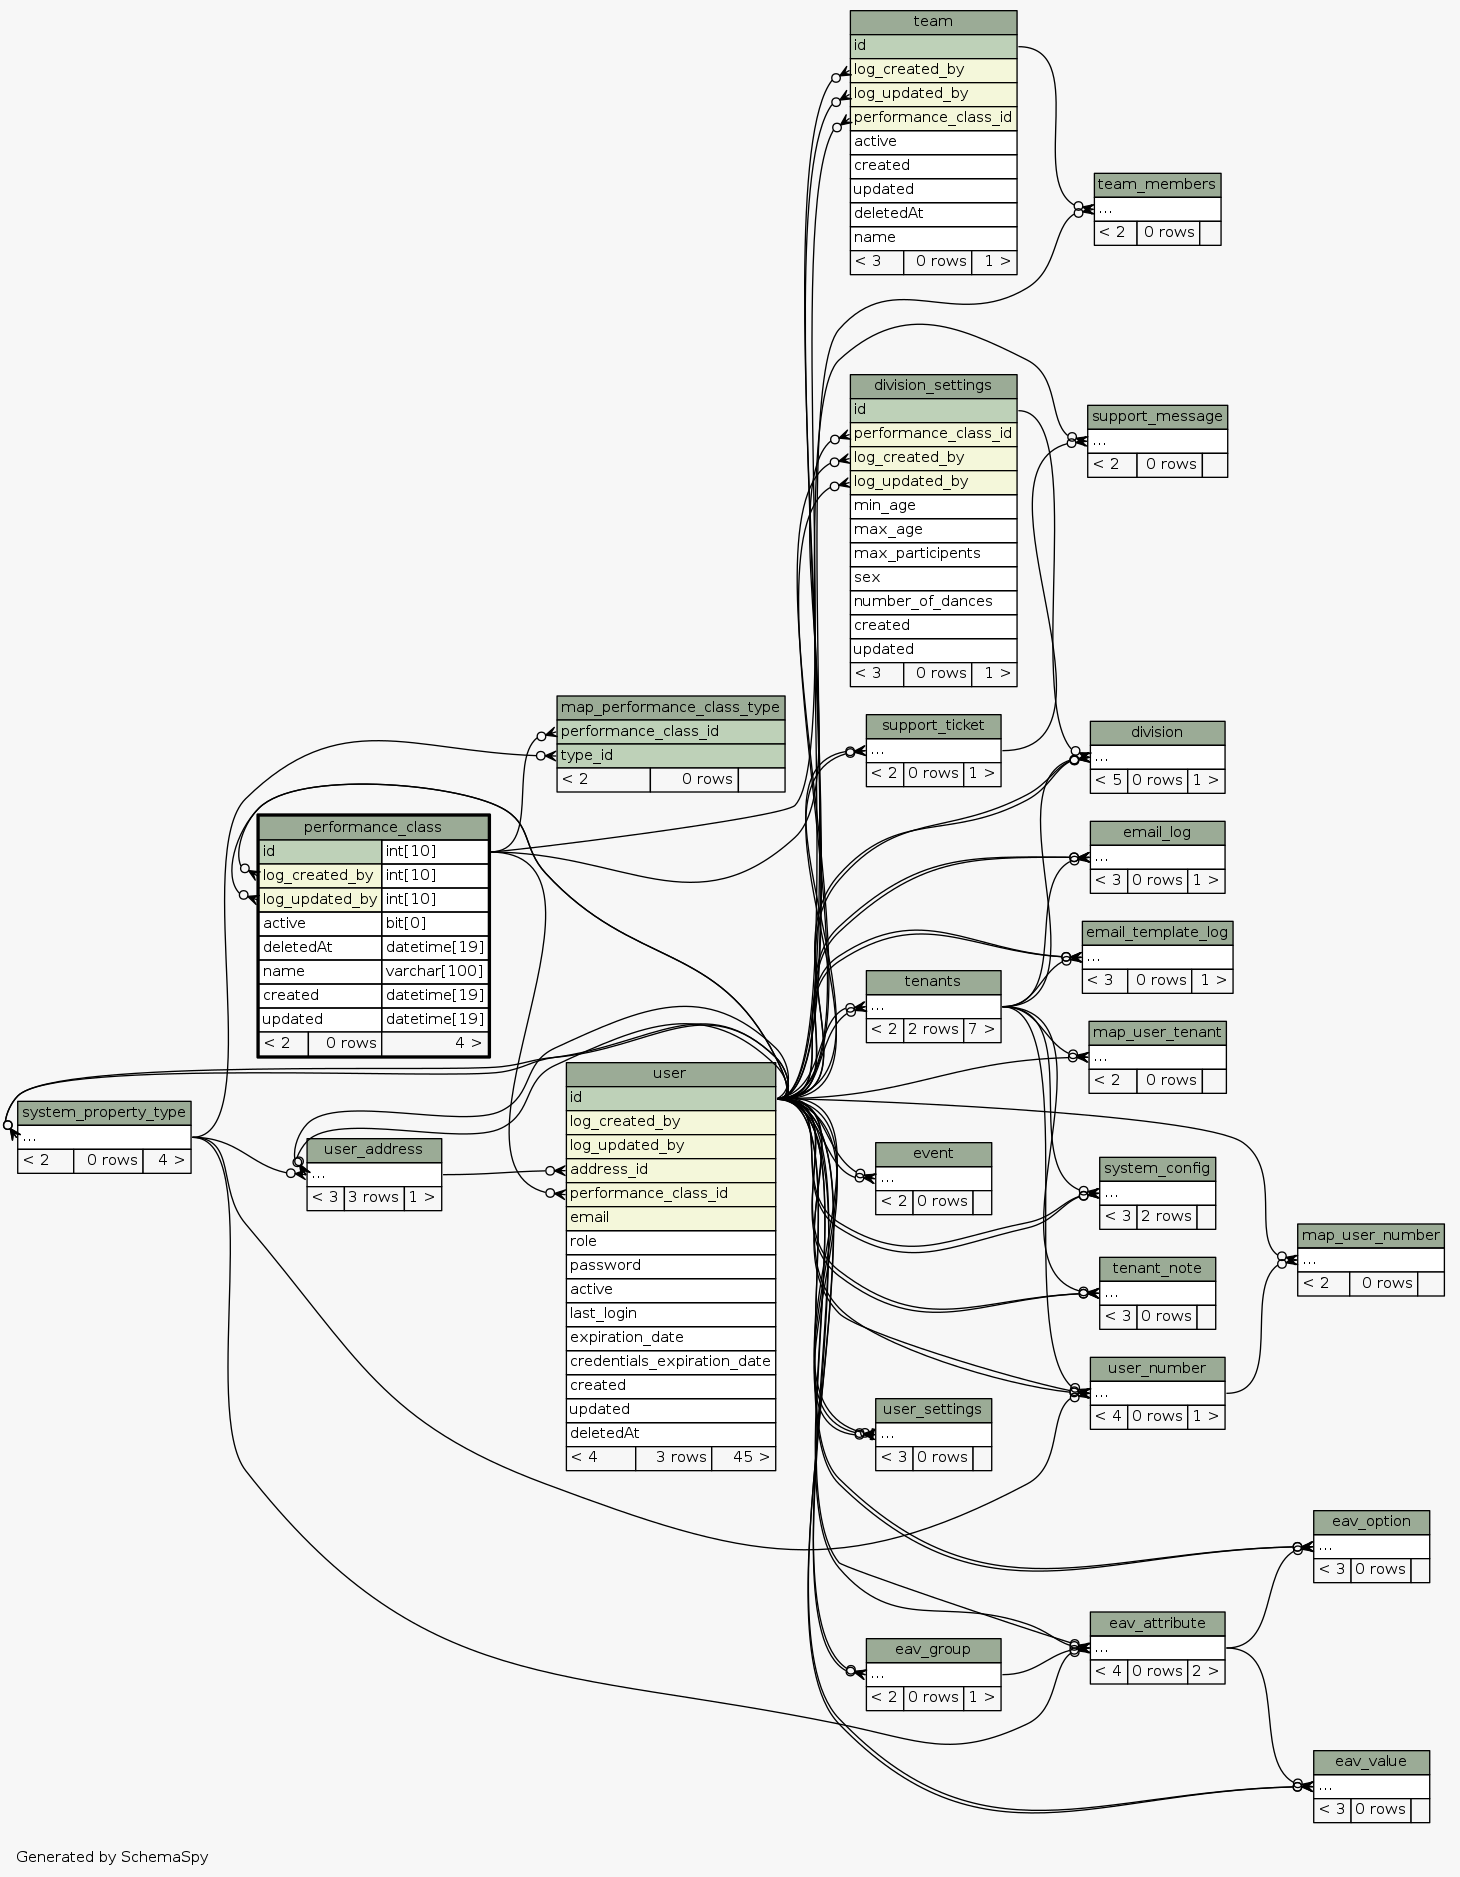 team
id
log_created_by
log_updated_by
performance_class_id
active
created
updated
deletedAt
name
< 3 0 rows 1 >
team_members
...
< 2 0 rows
division_settings
id
performance_class_id
log_created_by
log_updated_by
min_age
max_age
max_participents
sex
number_of_dances
created
updated
< 3 0 rows 1 >
support_message
...
< 2 0 rows
map_performance_class_type
performance_class_id
type_id
< 2 0 rows
support_ticket
...
< 2 0 rows 1 >
division
...
< 5 0 rows 1 >
performance_class
id int[10]
log_created_by int[10]
log_updated_by int[10]
active bit[0]
deletedAt datetime[19]
name varchar[100]
created datetime[19]
updated datetime[19]
< 2 0 rows 4 >
email_log
...
< 3 0 rows 1 >
email_template_log
...
< 3 0 rows 1 >
tenants
...
< 2 2 rows 7 >
map_user_tenant
...
< 2 0 rows
system_property_type
...
< 2 0 rows 4 >
user_address
...
< 3 3 rows 1 >
user
id
log_created_by
log_updated_by
address_id
performance_class_id
email
role
password
active
last_login
expiration_date
credentials_expiration_date
created
updated
deletedAt
< 4 3 rows 45 >
event
...
< 2 0 rows
system_config
...
< 3 2 rows
map_user_number
...
< 2 0 rows
tenant_note
...
< 3 0 rows
user_number
...
< 4 0 rows 1 >
user_settings
...
< 3 0 rows
eav_option
...
< 3 0 rows
eav_attribute
...
< 4 0 rows 2 >
eav_group
...
< 2 0 rows 1 >
eav_value
...
< 3 0 rows
Generated by SchemaSpy